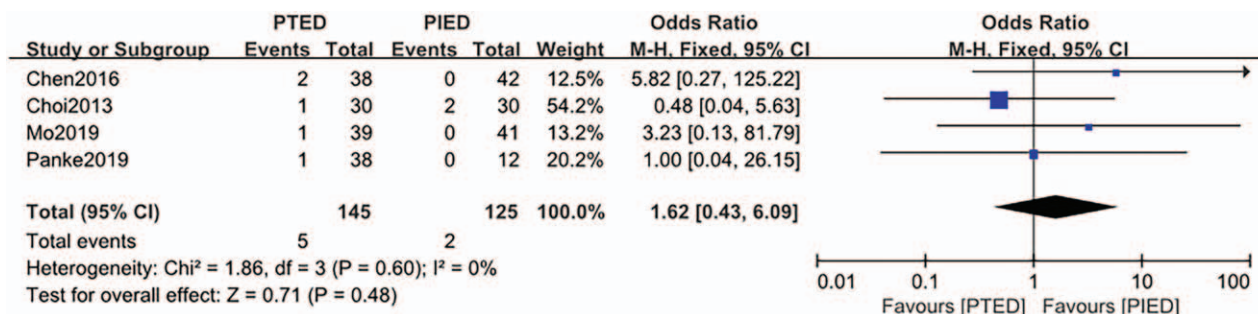 PTED PIED Odds Ratio Odds Ratio
Study or Subgroup Events Total Events Total Weight M-H, Fixed, 95% CI M-H, Fixed, 95% CI
Chen2016 2 38 0 42 12.5% 5.82 [0.27, 125.22]
Choi2013 1 30 2 30 54.2% 0.48 [0.04, 5.63]
Mo2019 1 39 0 41 13.2% 3.23 [0.13, 81.79]
Panke2019 1 38 0 12 20.2% 1.00 [0.04, 26.15]
Total (95% CI) 145 125 100.0% 1.62 [0.43, 6.09]
Total events 5 2
Heterogeneity: Chi² = 1.86, df = 3 (P = 0.60); I² = 0%
Test for overall effect: Z = 0.71 (P = 0.48)
0.01 0.1 1 10 100
Favours [PTED] Favours [PIED]